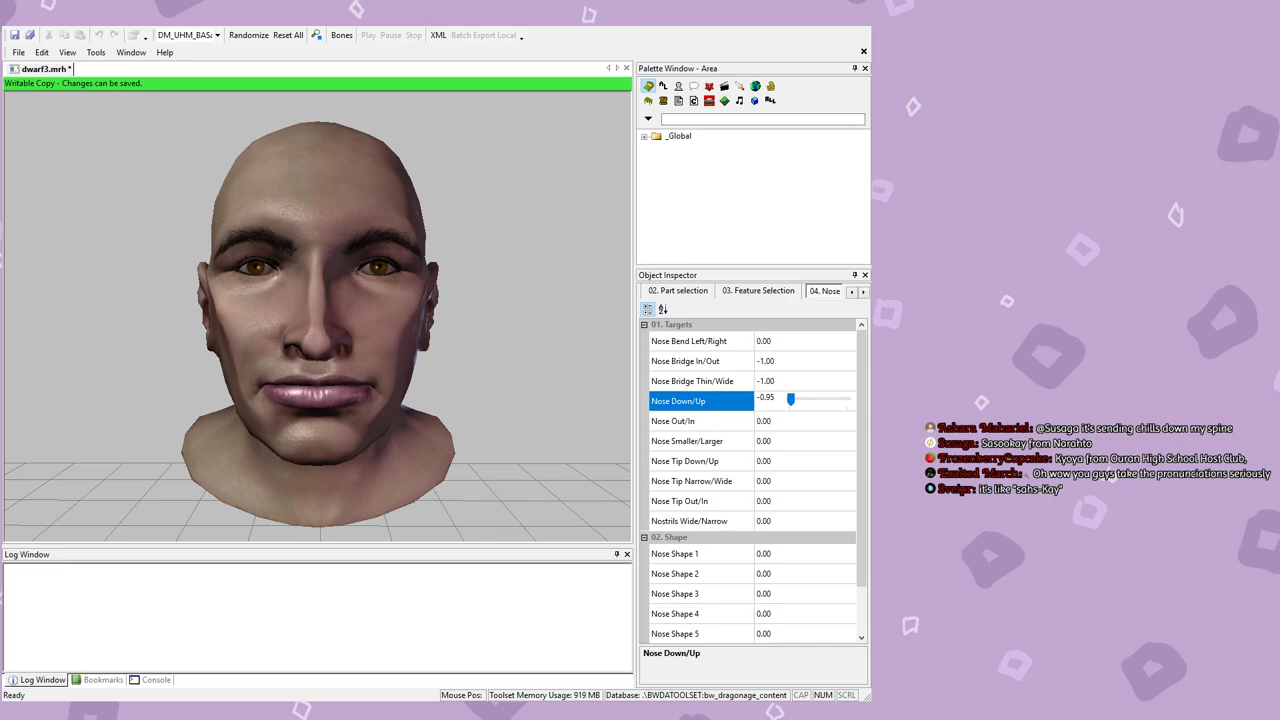 DM_UHM_BASI
Randomize Reset All
Bones
Play Pause Stop
XML Batch Export Local
File Edit View Tools Window Help
dwarf3.mrh *
Writable Copy - Changes can be saved.
Palette Window - Area
_Global
Object Inspector
02. Part selection 03. Feature Selection 04. Nose
01. Targets
Nose Bend Left/Right 0.00
Nose Bridge In/Out -1.00
Nose Bridge Thin/Wide -1.00
Nose Down/Up -0.95
Nose Out/In 0.00
Nose Smaller/Larger 0.00
Nose Tip Down/Up 0.00
Nose Tip Narrow/Wide 0.00
Nose Tip Out/In 0.00
Nostrils Wide/Narrow 0.00
02. Shape
Nose Shape 1 0.00
Nose Shape 2 0.00
Nose Shape 3 0.00
Nose Shape 4 0.00
Nose Shape 5 0.00
Nose Down/Up
Log Window
Log Window Bookmarks Console
Ready
Mouse Pos: Toolset Memory Usage: 919 MB Database: .\BWDATOOLSET:bw_dragonage_content CAP NUM SCRL
@Susaga it's sending chills down my spine
Susaga: Sasookay from Narahto
FrozenberryCupcake: Kyoya from Ouran High School Host Club,
Exalted March: Oh wow you guys take the pronunciations seriously
it's like "sahs-Kay"